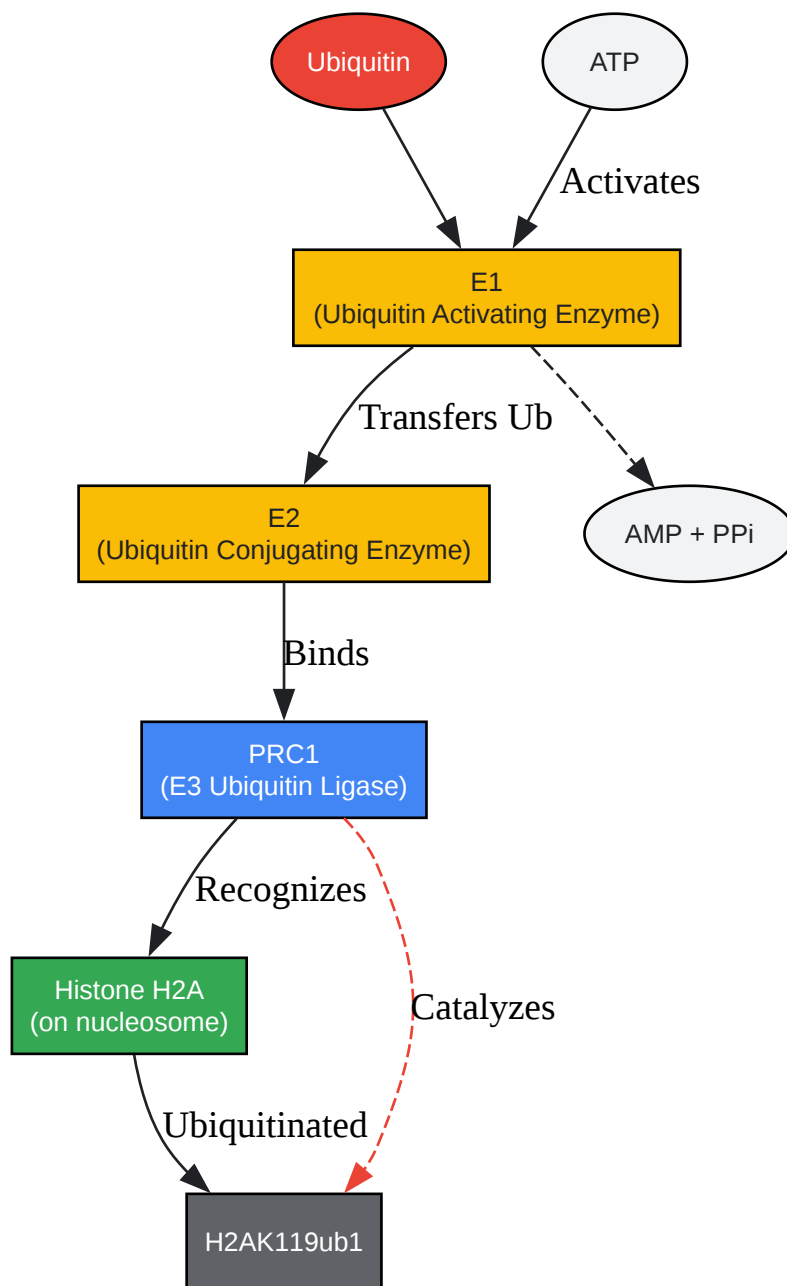 Ubiquitin
ATP
Activates
E1
(Ubiquitin Activating Enzyme)
Transfers Ub
E2
(Ubiquitin Conjugating Enzyme)
AMP + PPi
Binds
PRC1
(E3 Ubiquitin Ligase)
Recognizes
Histone H2A
(on nucleosome)
Catalyzes
Ubiquitinated
H2AK119ub1